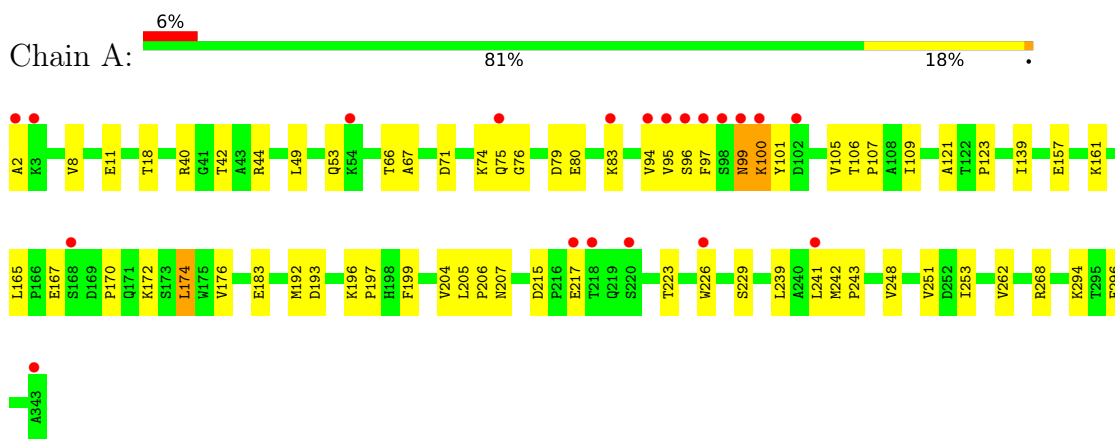 6%
Chain A:
81% 18% •
A2 K3 V8 E11 T18 R40 G41 T42 A43 R44 L49 Q53 K54 T66 A67 D71 K74 Q75 G76 D79 E80 K83 V94 V95 S96 F97 S98 N99 K100 Y101 D102 V105 T106 P107 A108 I109 A121 T122 P123 I139 E157 K161
L165 P166 E167 S168 D169 P170 Q171 K172 S173 L174 W175 V176 E183 M192 D193 K196 P197 H198 F199 V204 L205 P206 N207 D215 P216 E217 T218 Q219 S220 T223 W226 S229 L239 A240 L241 M242 P243 V248 V251 D252 I253 V262 R268 K294 T295
A343